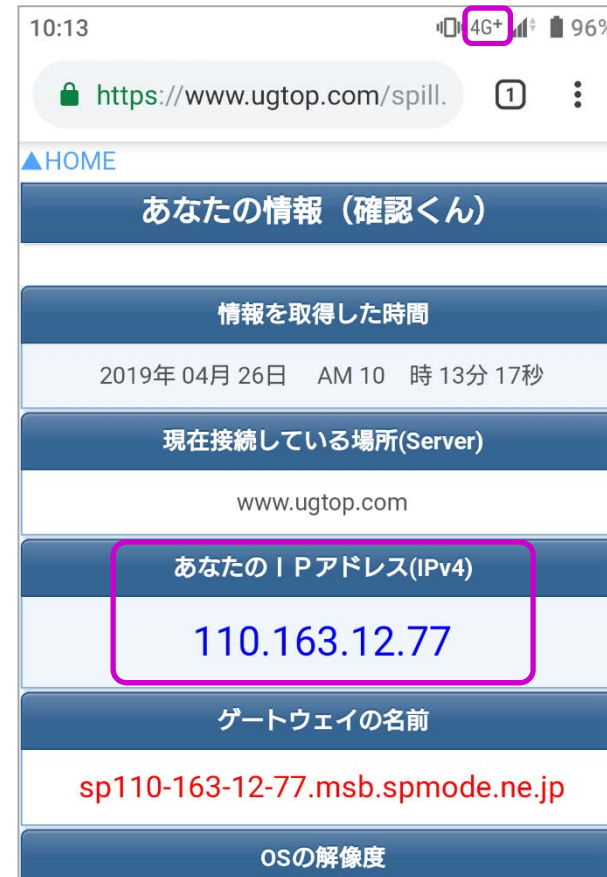 10:13 4G+ 96%
https://www.ugtop.com/spill. 1
▲HOME
あなたの情報（確認くん）
情報を取得した時間
2019年 04月 26日　AM 10　時 13分 17秒
現在接続している場所(Server)
www.ugtop.com
あなたのＩＰアドレス(IPv4)
110.163.12.77
ゲートウェイの名前
sp110-163-12-77.msb.spmode.ne.jp
OSの解像度